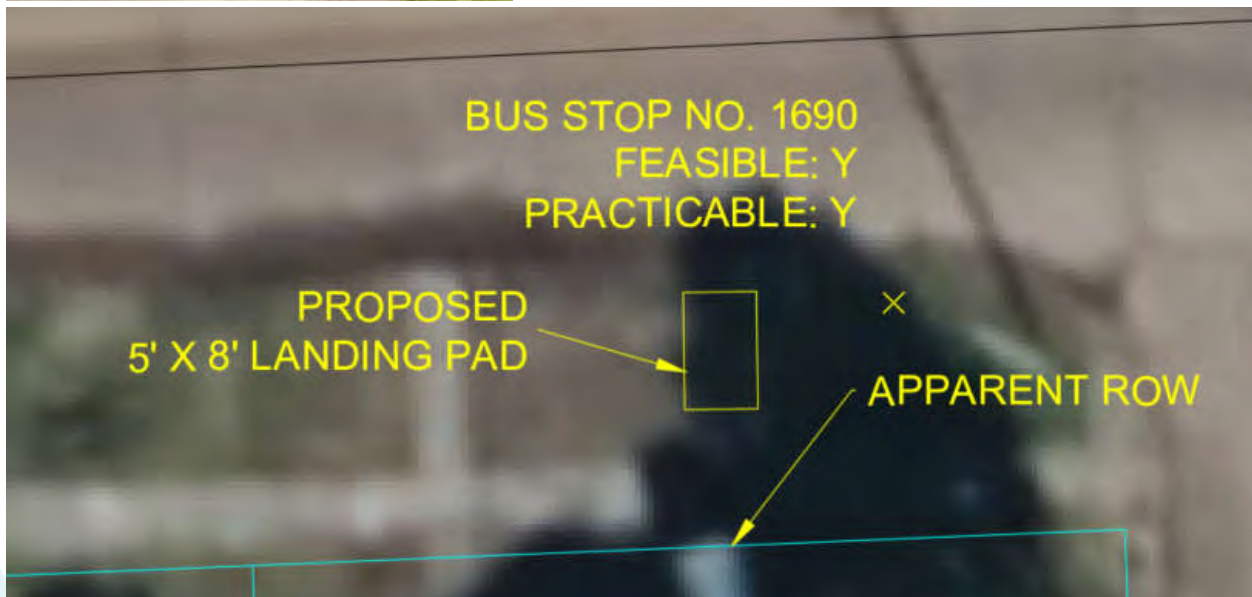 BUS STOP NO. 1690
FEASIBLE: Y
PRACTICABLE: Y
PROPOSED
5' X 8' LANDING PAD
APPARENT ROW